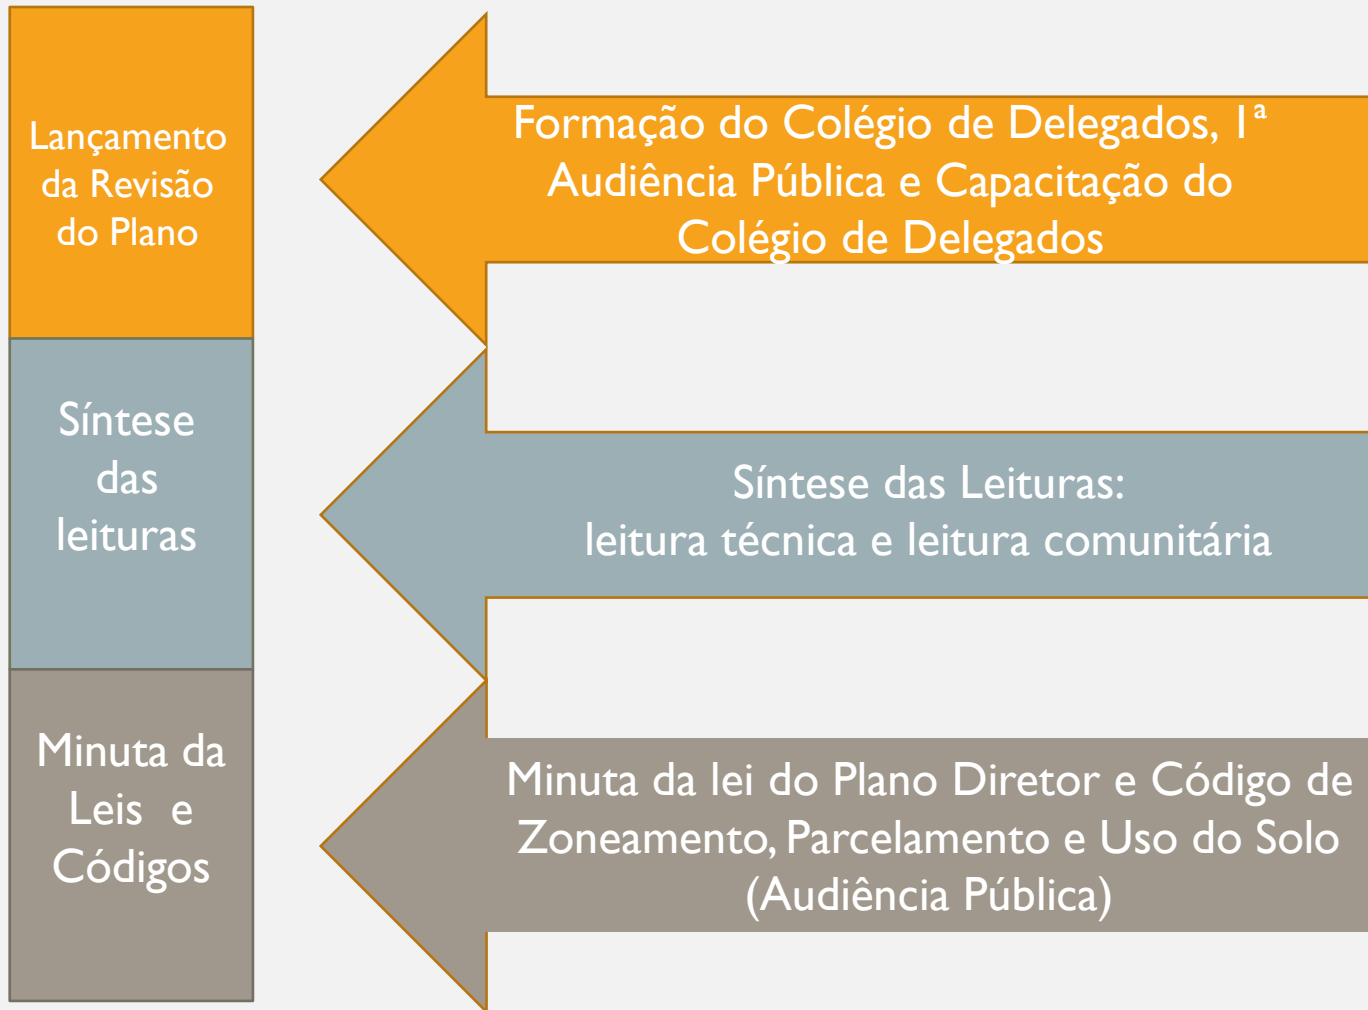 Lançamento
da Revisão
do Plano
Formação do Colégio de Delegados, 1ª
Audiência Pública e Capacitação do
Colégio de Delegados
Síntese
das
leituras
Síntese das Leituras:
leitura técnica e leitura comunitária
Minuta da
Leis e
Códigos
Minuta da lei do Plano Diretor e Código de
Zoneamento, Parcelamento e Uso do Solo
(Audiência Pública)